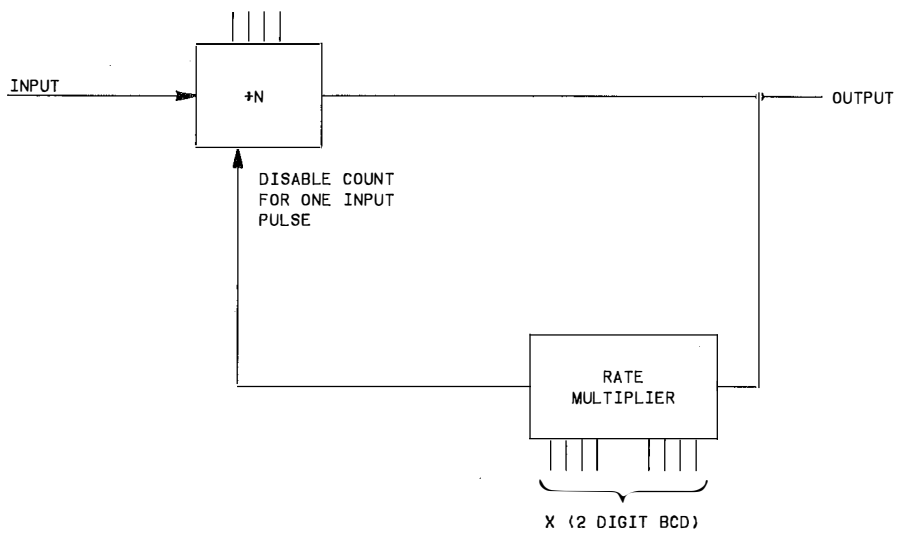 INPUT
÷N
OUTPUT
DISABLE COUNT
FOR ONE INPUT
PULSE
RATE
MULTIPLIER
X (2 DIGIT BCD)